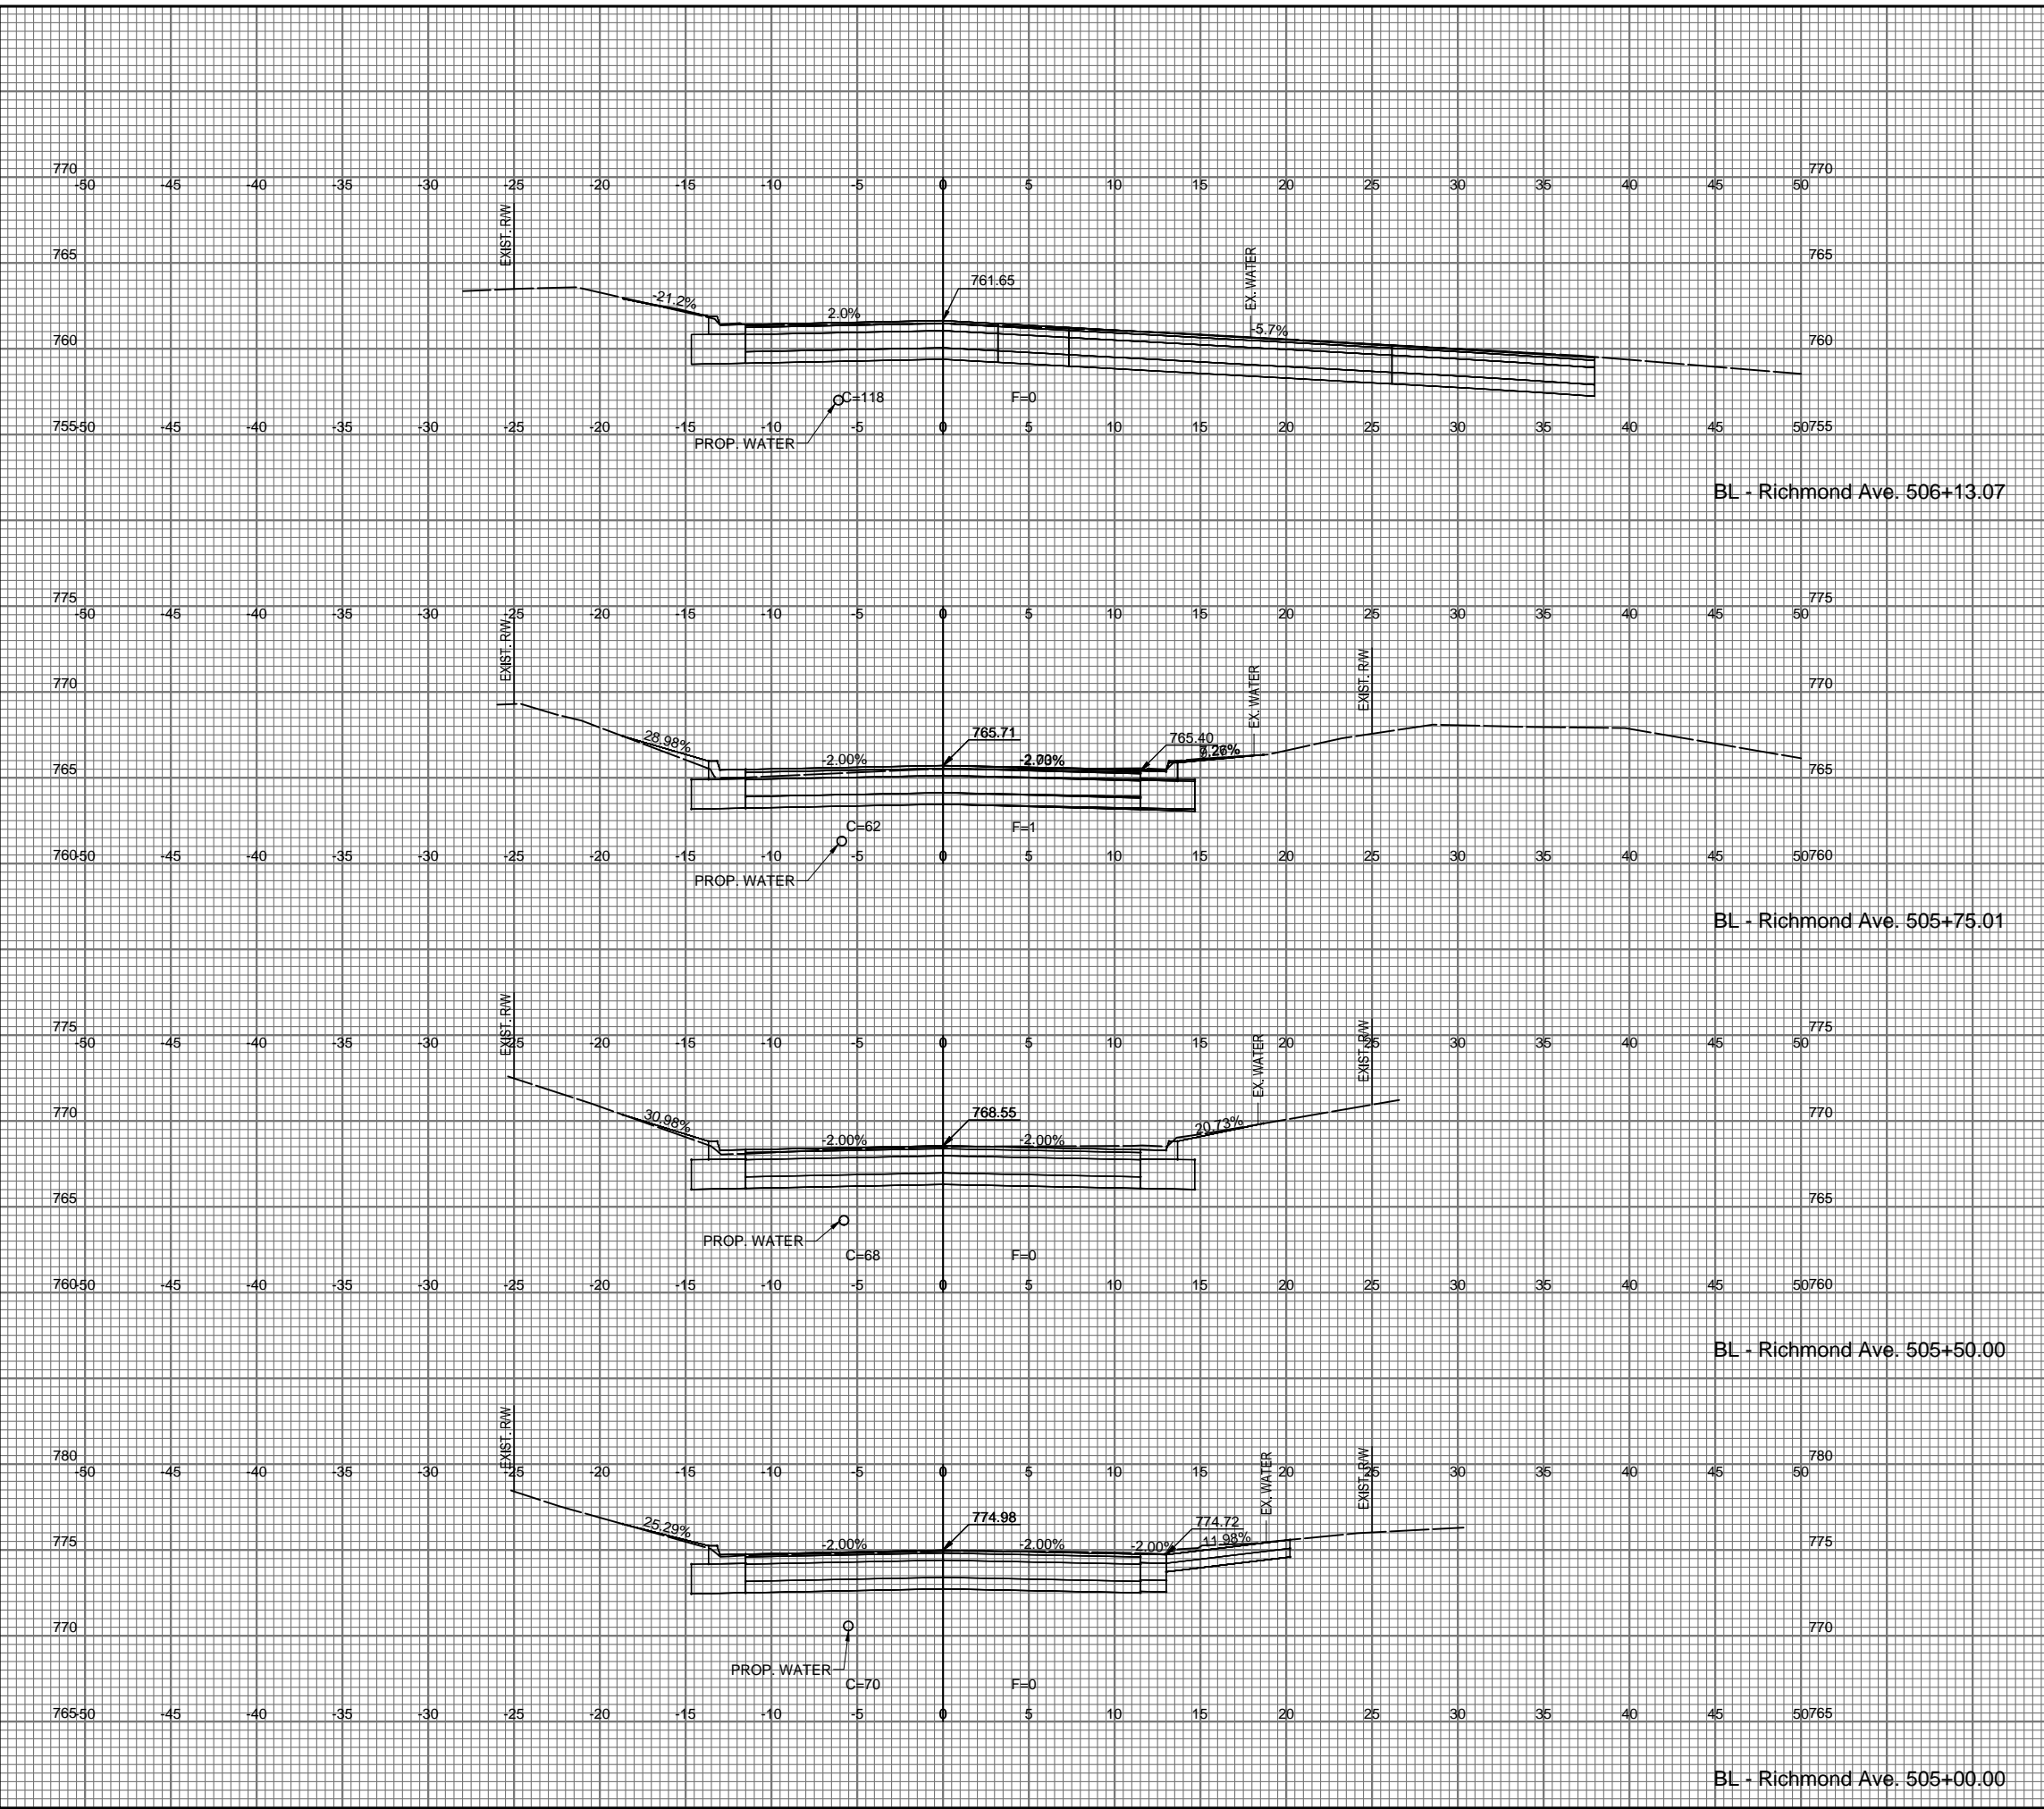 770 770
-50 -45 -40 -35 -30 -25 -20 -15 -10 -5 0 5 10 15 20 25 30 35 40 45 50
EXIST. R/W
765 765
EX. WATER
761.65
-21.2%
2.0%
-5.7%
760 760
C=118 F=0
755 -50 -45 -40 -35 -30 -25 -20 -15 -10 -5 0 5 10 15 20 25 30 35 40 45 50 755
PROP. WATER
BL - Richmond Ave. 506+13.07
775 775
-50 -45 -40 -35 -30 -25 -20 -15 -10 -5 0 5 10 15 20 25 30 35 40 45 50
EXIST. R/W
EXIST. R/W
770 770
EX. WATER
765.71
765.40
28.98%
-2.00%
765 765
C=62 F=1
760 -50 -45 -40 -35 -30 -25 -20 -15 -10 -5 0 5 10 15 20 25 30 35 40 45 50 760
PROP. WATER
BL - Richmond Ave. 505+75.01
775 775
-50 -45 -40 -35 -30 -25 -20 -15 -10 -5 0 5 10 15 20 25 30 35 40 45 50
EXIST. R/W
EXIST. R/W
EX. WATER
770 770
768.55
30.98%
-2.00% -2.00%
20.73%
765 765
PROP. WATER
C=68 F=0
760 -50 -45 -40 -35 -30 -25 -20 -15 -10 -5 0 5 10 15 20 25 30 35 40 45 50 760
BL - Richmond Ave. 505+50.00
EXIST. R/W
780 780
-50 -45 -40 -35 -30 -25 -20 -15 -10 -5 0 5 10 15 20 25 30 35 40 45 50
EXIST. R/W
EX. WATER
774.98
774.72
25.29%
-2.00% -2.00% -2.00%
11.98%
775 775
770 770
PROP. WATER
C=70 F=0
765 -50 -45 -40 -35 -30 -25 -20 -15 -10 -5 0 5 10 15 20 25 30 35 40 45 50 765
BL - Richmond Ave. 505+00.00